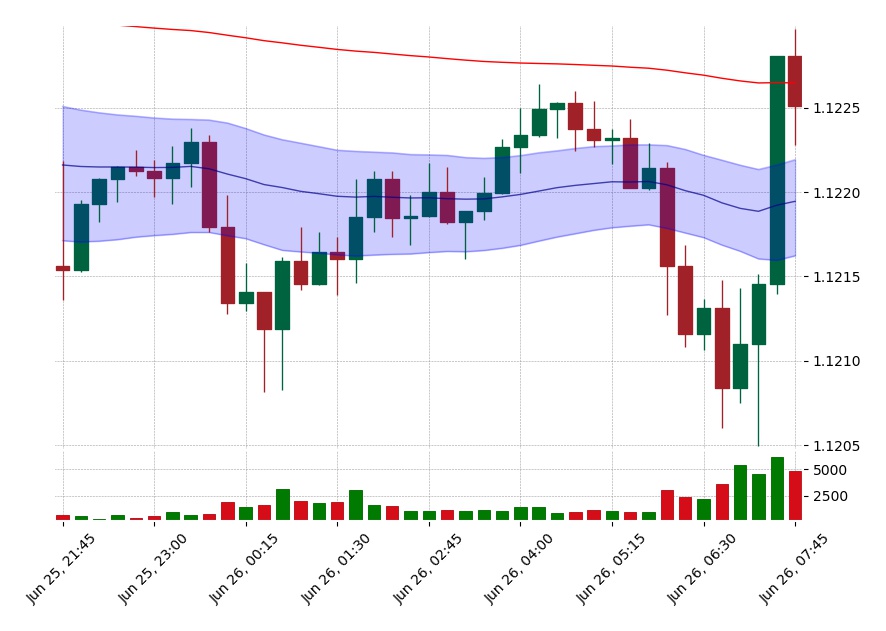 1.1225
1.1220
1.1215
1.1210
1.1205
5000
2500
Jun 25, 21:45
Jun 25, 23:00
Jun 26, 00:15
Jun 26, 01:30
Jun 26, 02:45
Jun 26, 04:00
Jun 26, 05:15
Jun 26, 06:30
Jun 26, 07:45